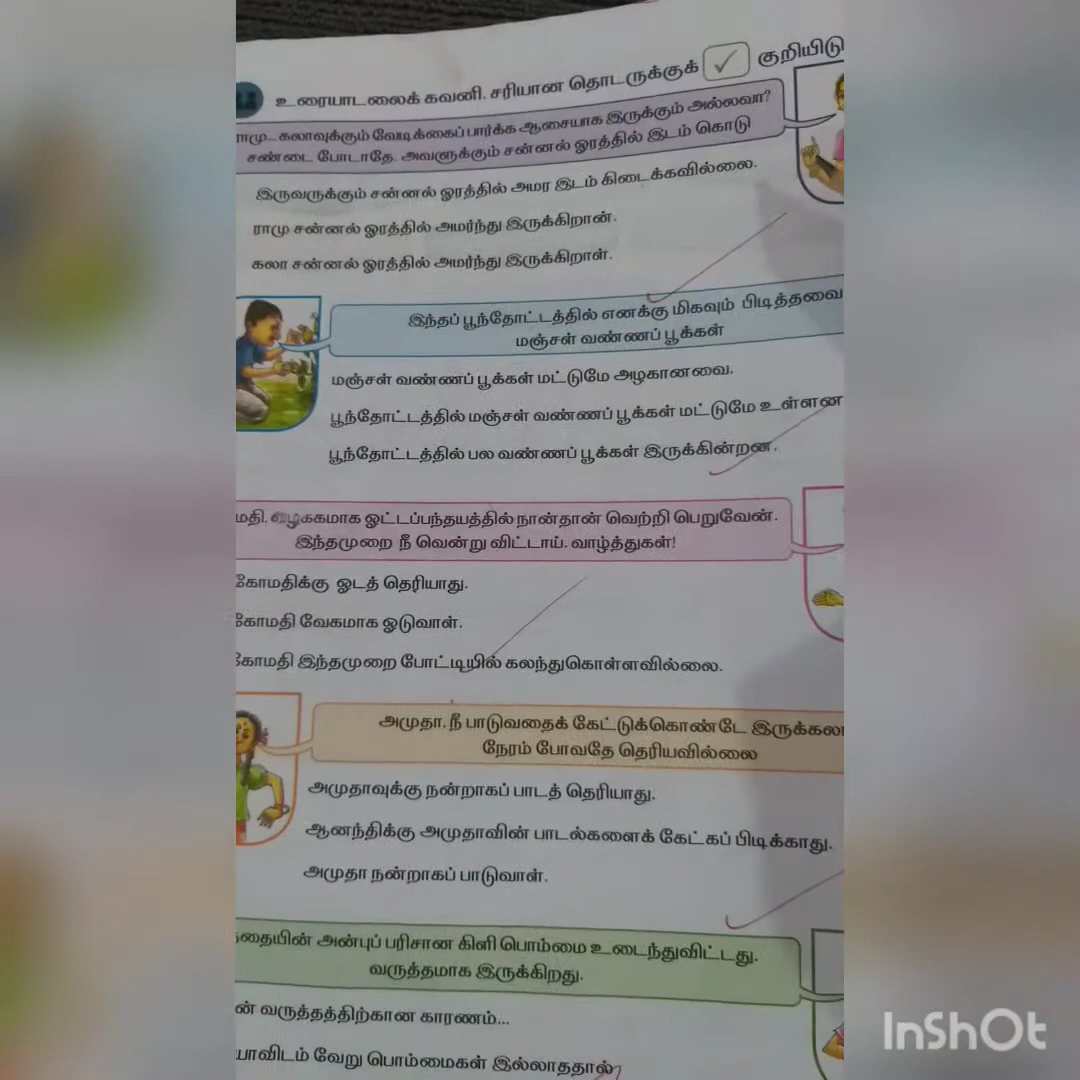 உரையாடலைக் கவனி. சரியான தொடருக்குக் ✓ குறியிடு
ராமு... கலாவுக்கும் வேடிக்கைப் பார்க்க ஆசையாக இருக்கும் அல்லவா?
சண்டை போடாதே. அவளுக்கும் சன்னல் ஓரத்தில் இடம் கொடு
இருவருக்கும் சன்னல் ஓரத்தில் அமர இடம் கிடைக்கவில்லை.
ராமு சன்னல் ஓரத்தில் அமர்ந்து இருக்கிறான்.
கலா சன்னல் ஓரத்தில் அமர்ந்து இருக்கிறாள்.
இந்தப் பூந்தோட்டத்தில் எனக்கு மிகவும் பிடித்தவை
மஞ்சள் வண்ணப் பூக்கள்
மஞ்சள் வண்ணப் பூக்கள் மட்டுமே அழகானவை.
பூந்தோட்டத்தில் மஞ்சள் வண்ணப் பூக்கள் மட்டுமே உள்ளன
பூந்தோட்டத்தில் பல வண்ணப் பூக்கள் இருக்கின்றன.
மதி, வழக்கமாக ஓட்டப்பந்தயத்தில் நான்தான் வெற்றி பெறுவேன்.
இந்தமுறை நீ வென்று விட்டாய். வாழ்த்துகள்!
கோமதிக்கு ஓடத் தெரியாது.
கோமதி வேகமாக ஓடுவாள்.
கோமதி இந்தமுறை போட்டியில் கலந்துகொள்ளவில்லை.
அமுதா, நீ பாடுவதைக் கேட்டுக்கொண்டே இருக்கலா
நேரம் போவதே தெரியவில்லை
அமுதாவுக்கு நன்றாகப் பாடத் தெரியாது.
ஆனந்திக்கு அமுதாவின் பாடல்களைக் கேட்கப் பிடிக்காது.
அமுதா நன்றாகப் பாடுவாள்.
தையின் அன்புப் பரிசான கிளி பொம்மை உடைந்துவிட்டது.
வருத்தமாக இருக்கிறது.
ன் வருத்தத்திற்கான காரணம்...
யாவிடம் வேறு பொம்மைகள் இல்லாததால்
InShOt